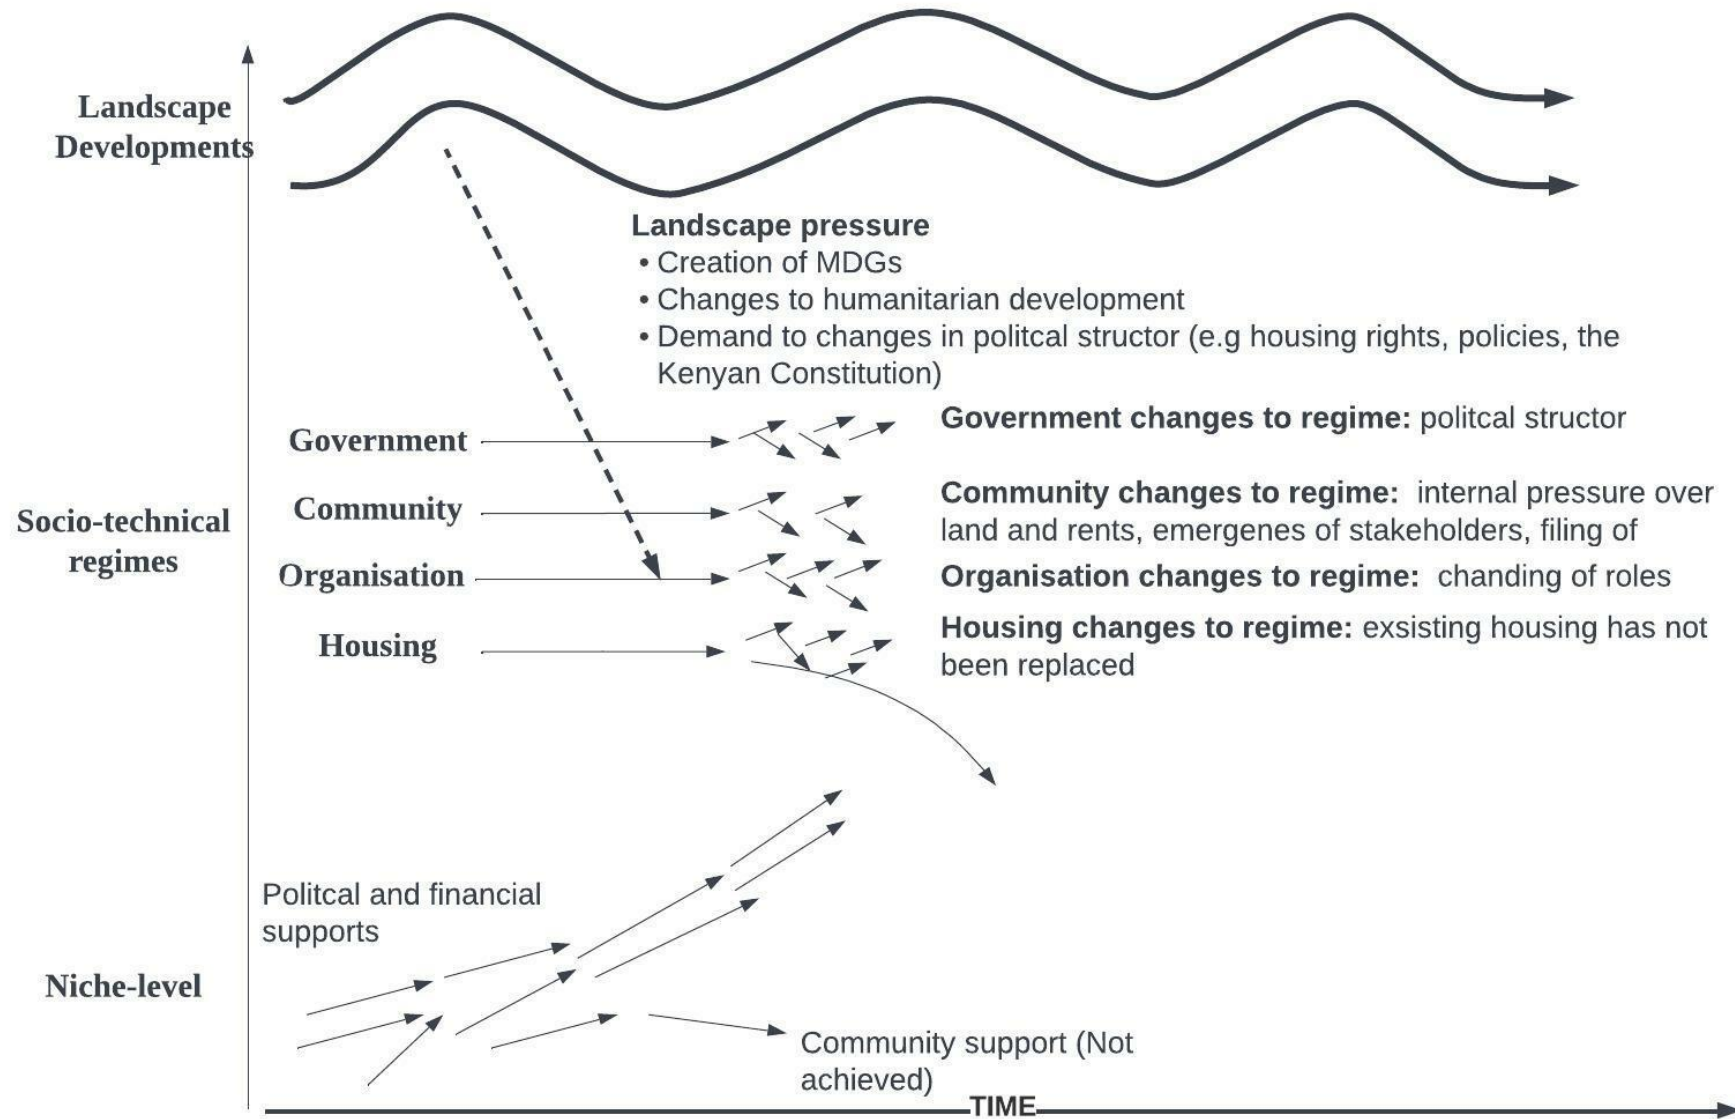 Landscape
Developments
Landscape pressure
• Creation of MDGs
• Changes to humanitarian development
• Demand to changes in politcal structor (e.g housing rights, policies, the
Kenyan Constitution)
Government
Government changes to regime: politcal structor
Socio-technical
regimes
Community
Community changes to regime: internal pressure over
land and rents, emergenes of stakeholders, filing of
Organisation
Organisation changes to regime: chanding of roles
Housing
Housing changes to regime: exsisting housing has not
been replaced
Politcal and financial
supports
Niche-level
Community support (Not
achieved)
TIME